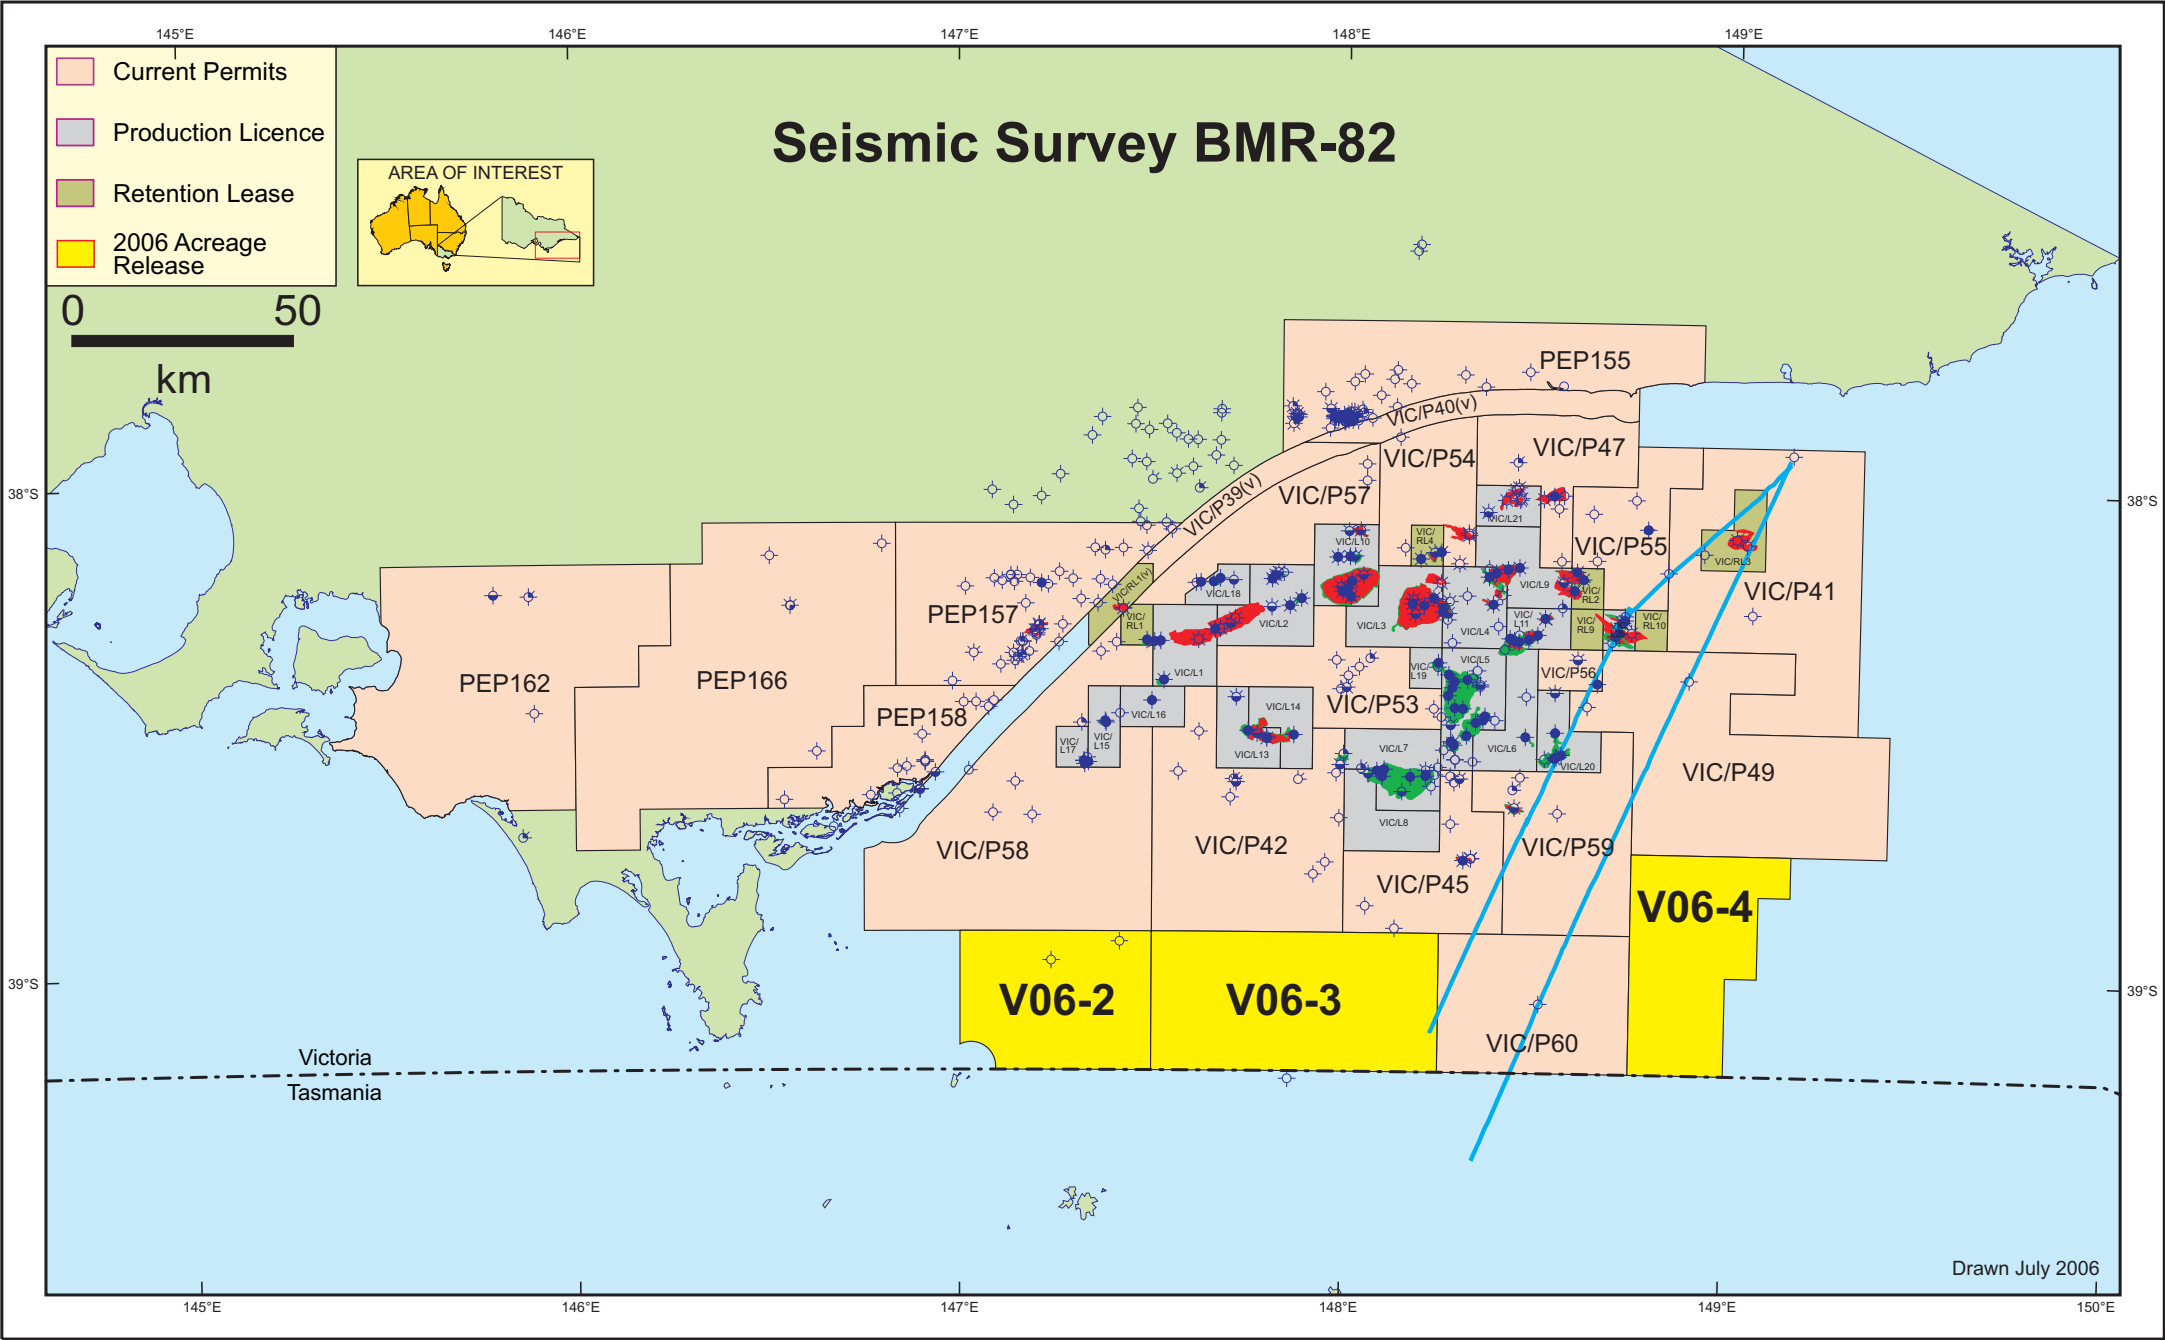 145°E 146°E 147°E 148°E 149°E
Current Permits
Production Licence
Retention Lease
2006 Acreage
Release
0 50
km
AREA OF INTEREST
Seismic Survey BMR-82
PEP155
VIC/P40(v)
VIC/P47
VIC/P54
VIC/P39(v)
VIC/P57
38°S 38°S
VIC/L21
VIC/
RL4
VIC/L10
VIC/P55
VIC/RL3
VIC/P41
VIC/RL1(v)
VIC/L18
VIC/L9
VIC/
RL2
PEP157
VIC/
RL1
VIC/L2
VIC/L3
VIC/L4
VIC/
L11
VIC/
RL9
VIC/
RL10
PEP162
PEP166
VIC/L1
VIC/
L19
VIC/L5
VIC/P56
VIC/P53
PEP158
VIC/L16
VIC/L14
VIC/
L17
VIC/
L15
VIC/L13
VIC/L7
VIC/L6
VIC/L20
VIC/P49
VIC/L8
VIC/P58
VIC/P42
VIC/P59
VIC/P45
V06-4
V06-2
V06-3
39°S 39°S
VIC/P60
Victoria
Tasmania
Drawn July 2006
145°E 146°E 147°E 148°E 149°E 150°E